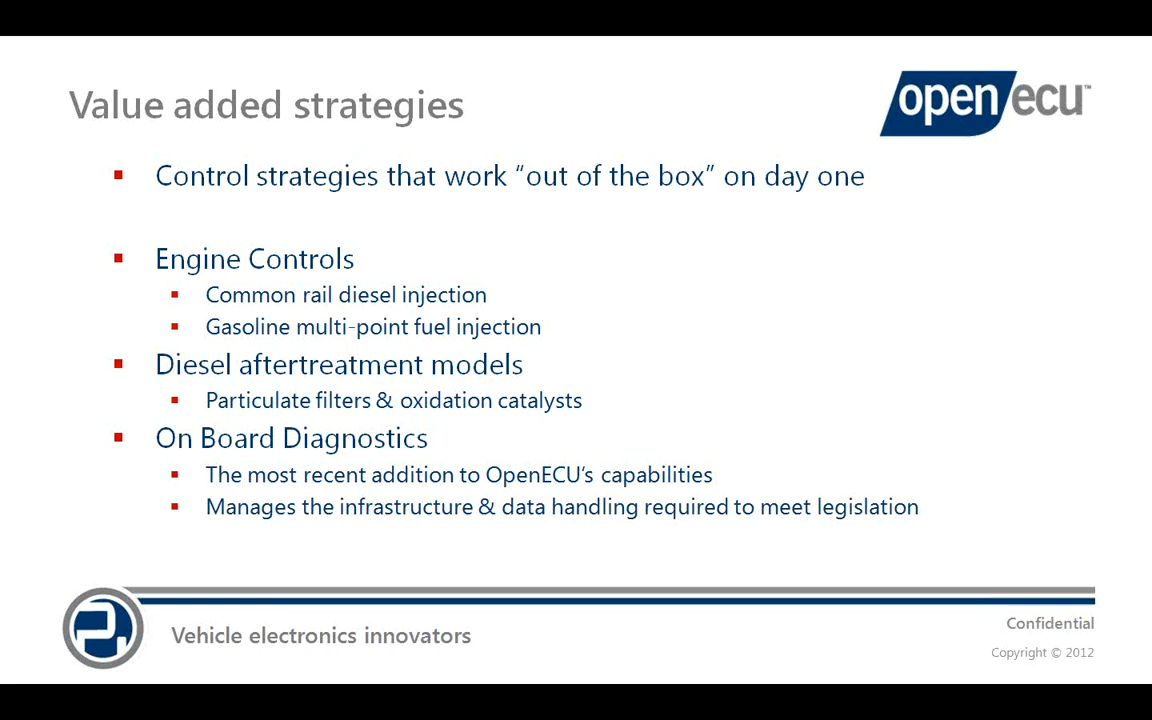 Value added strategies
open ecu™
Control strategies that work “out of the box” on day one
Engine Controls
Common rail diesel injection
Gasoline multi-point fuel injection
Diesel aftertreatment models
Particulate filters & oxidation catalysts
On Board Diagnostics
The most recent addition to OpenECU’s capabilities
Manages the infrastructure & data handling required to meet legislation
Vehicle electronics innovators
Confidential
Copyright © 2012